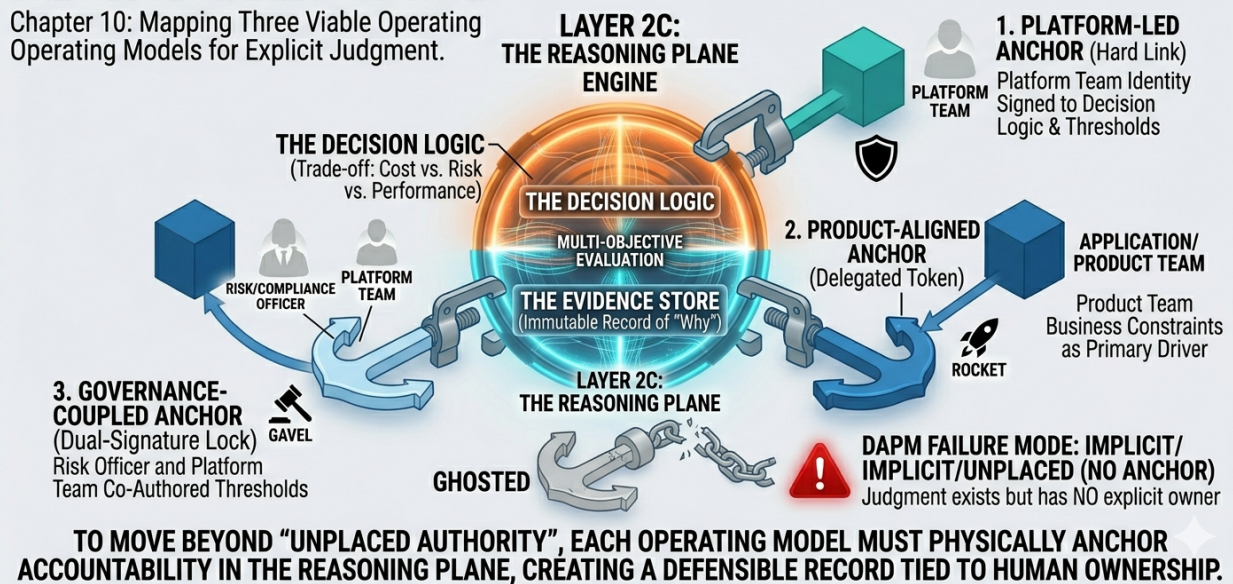 Chapter 10: Mapping Three Viable Operating
Operating Models for Explicit Judgment.
LAYER 2C:
THE REASONING PLANE
ENGINE
1. PLATFORM-LED
ANCHOR (Hard Link)
Platform Team Identity
Signed to Decision
Logic & Thresholds
PLATFORM
TEAM
THE DECISION LOGIC
(Trade-off: Cost vs. Risk
vs. Performance)
THE DECISION LOGIC
MULTI-OBJECTIVE
EVALUATION
THE EVIDENCE STORE
(Immutable Record of "Why")
LAYER 2C:
THE REASONING PLANE
2. PRODUCT-ALIGNED
ANCHOR
(Delegated Token)
APPLICATION/
PRODUCT TEAM
Product Team
Business Constraints
as Primary Driver
ROCKET
RISK/COMPLIANCE
OFFICER
PLATFORM
TEAM
3. GOVERNANCE-
COUPLED ANCHOR
(Dual-Signature Lock)
Risk Officer and Platform
Team Co-Authored Thresholds
GAVEL
GHOSTED
DAPM FAILURE MODE: IMPLICIT/
IMPLICIT/UNPLACED (NO ANCHOR)
Judgment exists but has NO explicit owner
TO MOVE BEYOND “UNPLACED AUTHORITY”, EACH OPERATING MODEL MUST PHYSICALLY ANCHOR
ACCOUNTABILITY IN THE REASONING PLANE, CREATING A DEFENSIBLE RECORD TIED TO HUMAN OWNERSHIP.